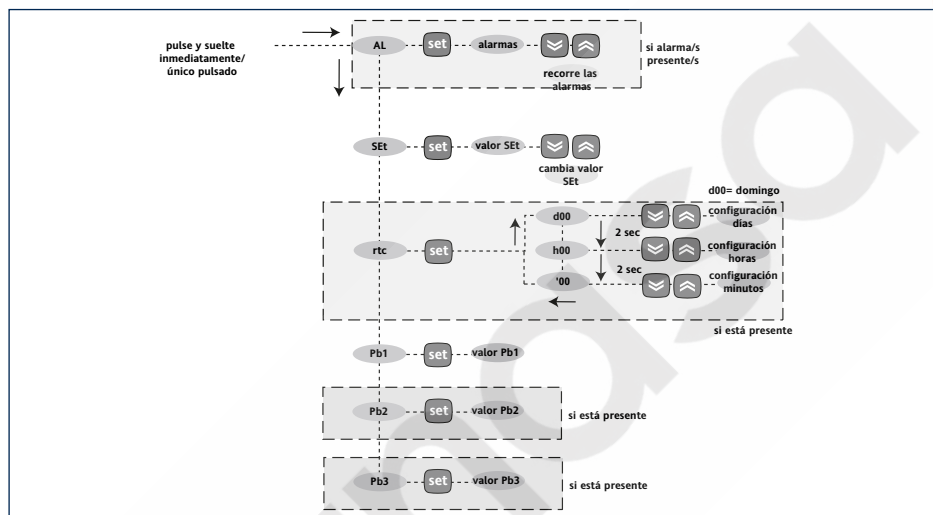 pulse y suelte
inmediatamente/
único pulsado
AL
set
alarmas
recorre las
alarmas
si alarma/s
presente/s
SEt
set
valor SEt
cambia valor
SEt
d00= domingo
rtc
set
d00
2 sec
configuración
días
h00
2 sec
configuración
horas
'00
configuración
minutos
si está presente
Pb1
set
valor Pb1
Pb2
set
valor Pb2
si está presente
Pb3
set
valor Pb3
si está presente